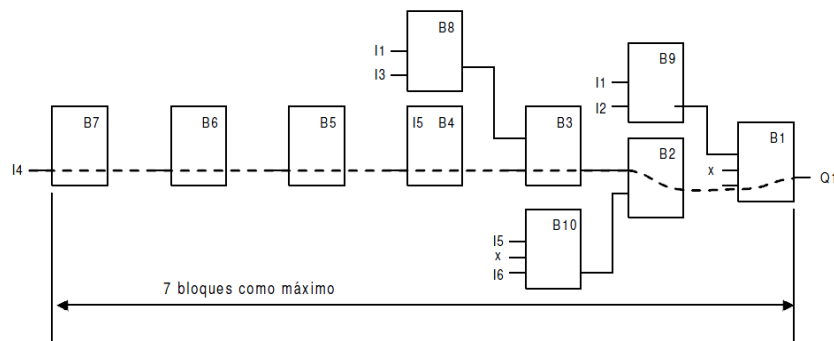 B8
I1
I3
B9
I1
I2
B7
B6
B5
I5 B4
B3
B2
B1
x
I4
Q1
B10
I5
x
I6
7 bloques como máximo